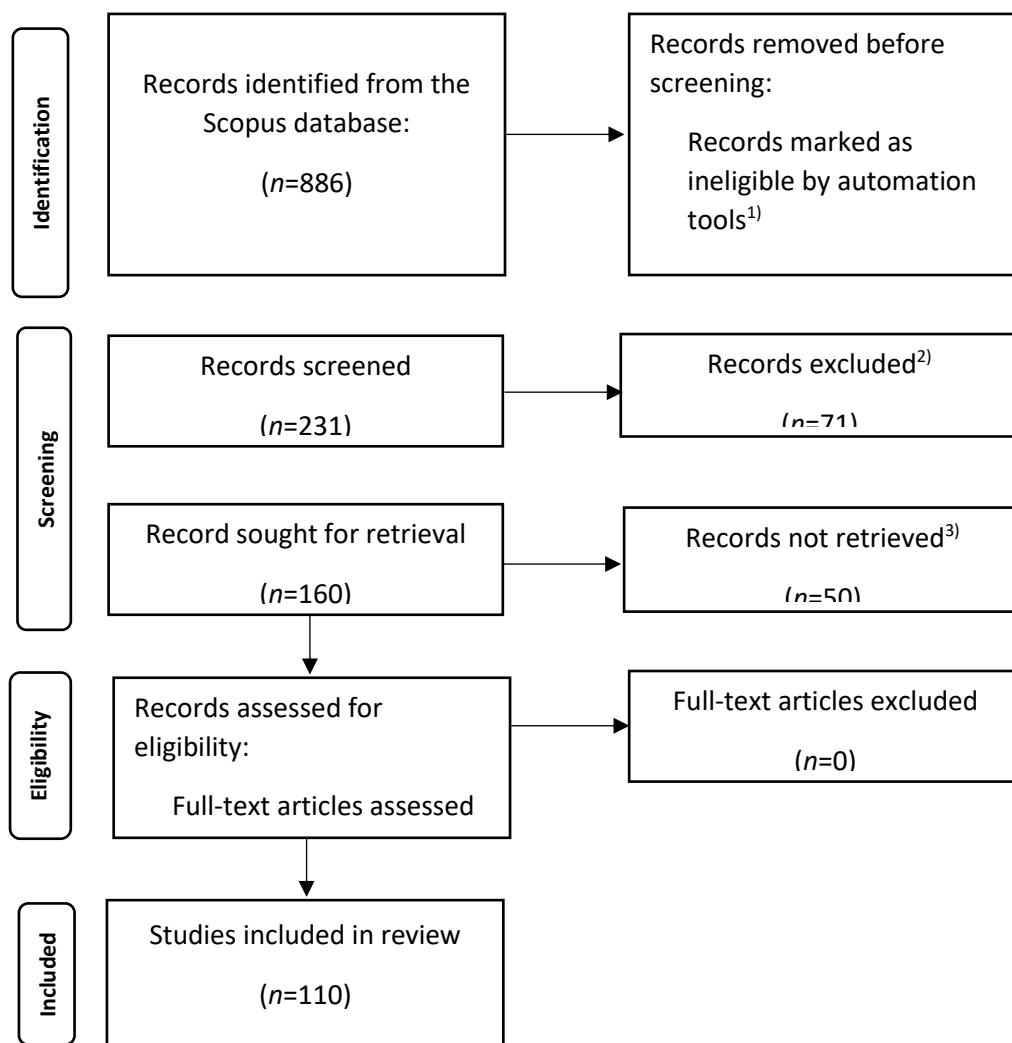 Identification
Records identified from the
Scopus database:
(n=886)
Records removed before
screening:
Records marked as
ineligible by automation
tools1)
Screening
Records screened
(n=231)
Records excluded2)
(n=71)
Record sought for retrieval
(n=160)
Records not retrieved3)
(n=50)
Eligibility
Records assessed for
eligibility:
Full-text articles assessed
Full-text articles excluded
(n=0)
Included
Studies included in review
(n=110)